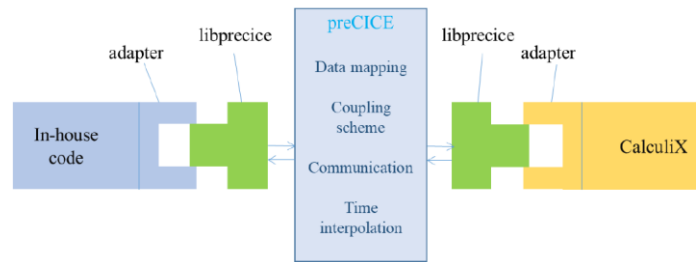 preCICE
libprecice
libprecice
adapter
adapter
Data mapping
Coupling
scheme
In-house
code
CalculiX
Communication
Time
interpolation